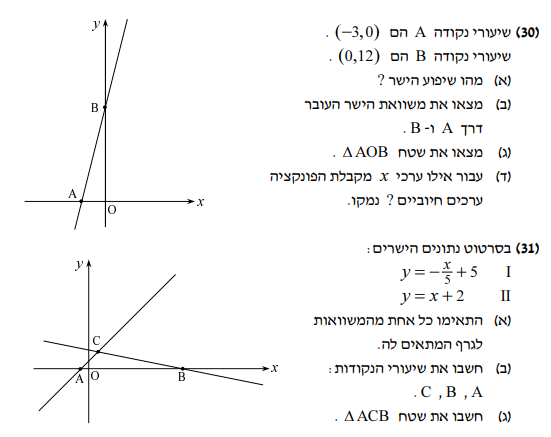 (30) שיעורי נקודה A הם (−3,0) .
שיעורי נקודה B הם (0,12) .
(א) מהו שיפוע הישר ?
(ב) מצאו את משוואת הישר העובר
דרך A ו- B .
(ג) מצאו את שטח ΔAOB .
(ד) עבור אילו ערכי x מקבלת הפונקציה
ערכים חיוביים ? נמקו.
y
B
A
O
x
(31) בסרטוט נתונים הישרים :
I y = −x/5 + 5
II y = x + 2
(א) התאימו כל אחת מהמשוואות
לגרף המתאים לה.
(ב) חשבו את שיעורי הנקודות :
A , B , C .
(ג) חשבו את שטח ΔACB .
y
C
A
O
B
x